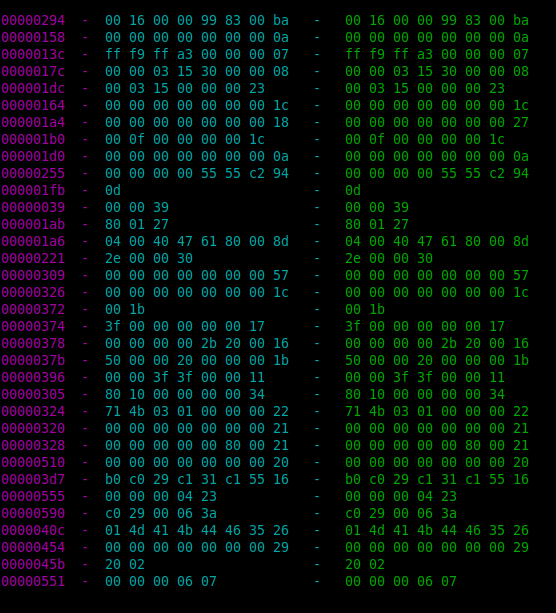 00000294 - 00 16 00 00 99 83 00 ba - 00 16 00 00 99 83 00 ba
00000158 - 00 00 00 00 00 00 00 0a - 00 00 00 00 00 00 00 0a
0000013c - ff f9 ff a3 00 00 00 07 - ff f9 ff a3 00 00 00 07
0000017c - 00 00 03 15 30 00 00 08 - 00 00 03 15 30 00 00 08
000001dc - 00 03 15 00 00 00 23 - 00 03 15 00 00 00 23
00000164 - 00 00 00 00 00 00 00 1c - 00 00 00 00 00 00 00 1c
000001a4 - 00 00 00 00 00 00 00 18 - 00 00 00 00 00 00 00 27
000001b0 - 00 0f 00 00 00 00 1c - 00 0f 00 00 00 00 1c
000001d0 - 00 00 00 00 00 00 00 0a - 00 00 00 00 00 00 00 0a
00000255 - 00 00 00 00 55 55 c2 94 - 00 00 00 00 55 55 c2 94
000001fb - 0d - 0d
00000039 - 00 00 39 - 00 00 39
000001ab - 80 01 27 - 80 01 27
000001a6 - 04 00 40 47 61 80 00 8d - 04 00 40 47 61 80 00 8d
00000221 - 2e 00 00 30 - 2e 00 00 30
00000309 - 00 00 00 00 00 00 00 57 - 00 00 00 00 00 00 00 57
00000326 - 00 00 00 00 00 00 00 1c - 00 00 00 00 00 00 00 1c
00000372 - 00 1b - 00 1b
00000374 - 3f 00 00 00 00 00 17 - 3f 00 00 00 00 00 17
00000378 - 00 00 00 00 2b 20 00 16 - 00 00 00 00 2b 20 00 16
0000037b - 50 00 00 20 00 00 00 1b - 50 00 00 20 00 00 00 1b
00000396 - 00 00 3f 3f 00 00 11 - 00 00 3f 3f 00 00 11
00000305 - 80 10 00 00 00 00 34 - 80 10 00 00 00 00 34
00000324 - 71 4b 03 01 00 00 00 22 - 71 4b 03 01 00 00 00 22
00000320 - 00 00 00 00 00 00 00 21 - 00 00 00 00 00 00 00 21
00000328 - 00 00 00 00 00 80 00 21 - 00 00 00 00 00 80 00 21
00000510 - 00 00 00 00 00 00 00 20 - 00 00 00 00 00 00 00 20
000003d7 - b0 c0 29 c1 31 c1 55 16 - b0 c0 29 c1 31 c1 55 16
00000555 - 00 00 00 04 23 - 00 00 00 04 23
00000590 - c0 29 00 06 3a - c0 29 00 06 3a
0000040c - 01 4d 41 4b 44 46 35 26 - 01 4d 41 4b 44 46 35 26
00000454 - 00 00 00 00 00 00 00 29 - 00 00 00 00 00 00 00 29
0000045b - 20 02 - 20 02
00000551 - 00 00 00 06 07 - 00 00 00 06 07